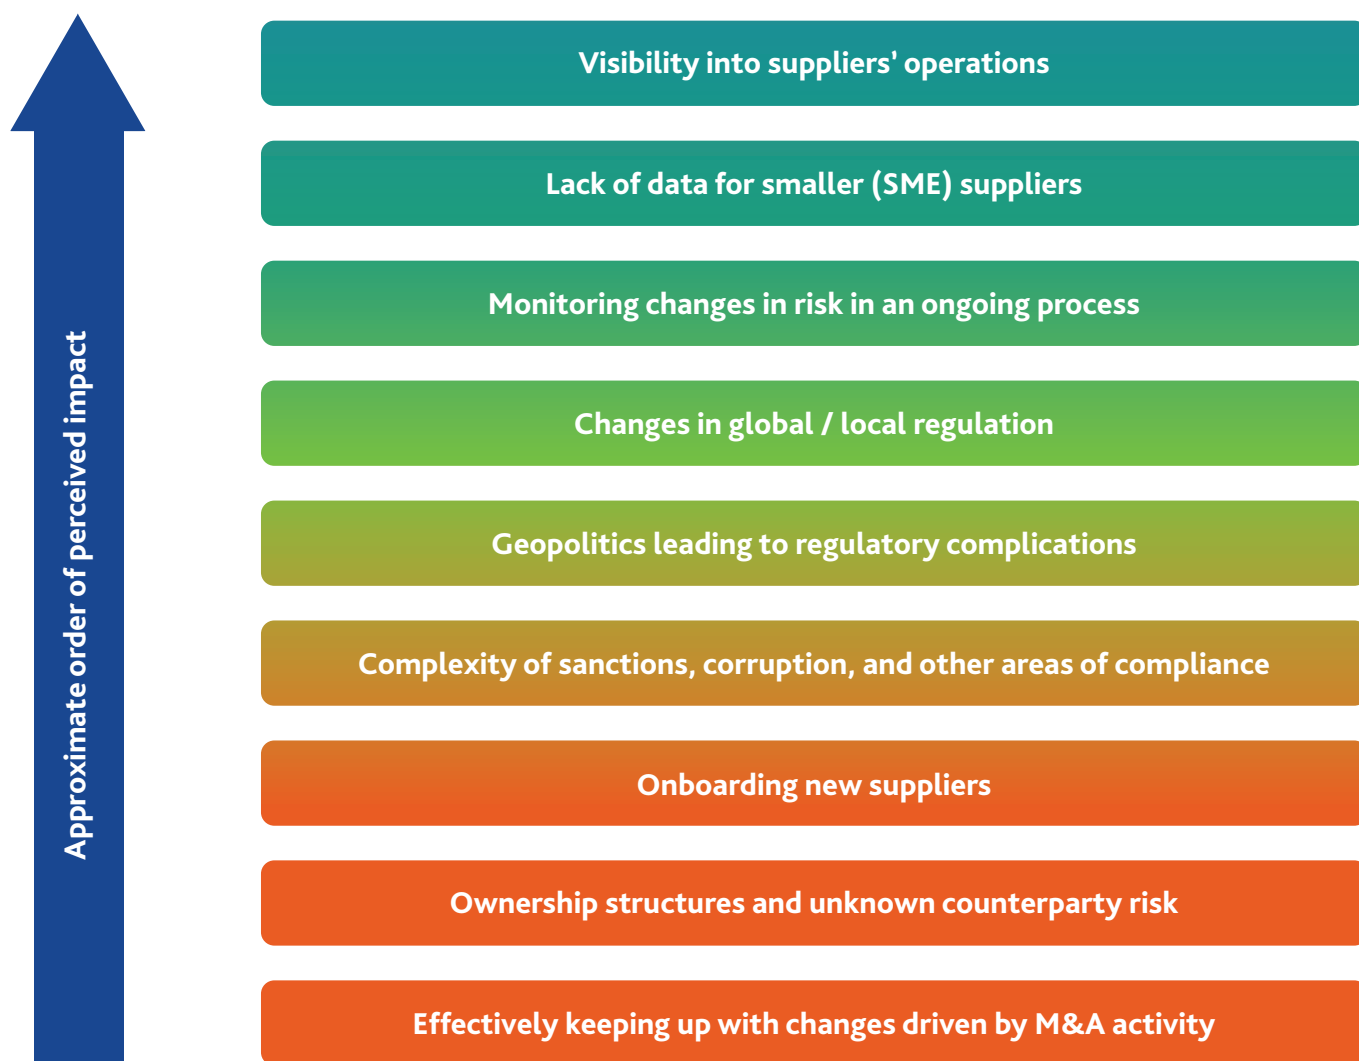 Visibility into suppliers' operations
Lack of data for smaller (SME) suppliers
Monitoring changes in risk in an ongoing process
Changes in global / local regulation
Geopolitics leading to regulatory complications
Complexity of sanctions, corruption, and other areas of compliance
Onboarding new suppliers
Ownership structures and unknown counterparty risk
Effectively keeping up with changes driven by M&A activity
Approximate order of perceived impact